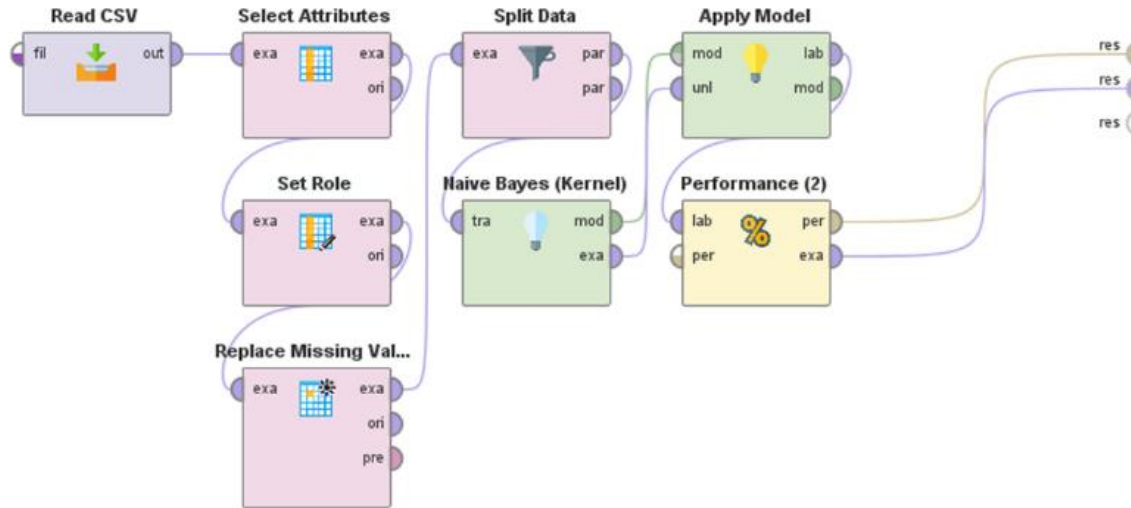 Read CSV
fil out
Select Attributes
exa exa
ori
Split Data
exa par
par
Apply Model
mod lab
unl mod
res
res
res
Set Role
exa exa
ori
Naive Bayes (Kernel)
tra mod
exa
Performance (2)
lab per
per exa
%
Replace Missing Val...
exa exa
ori
pre